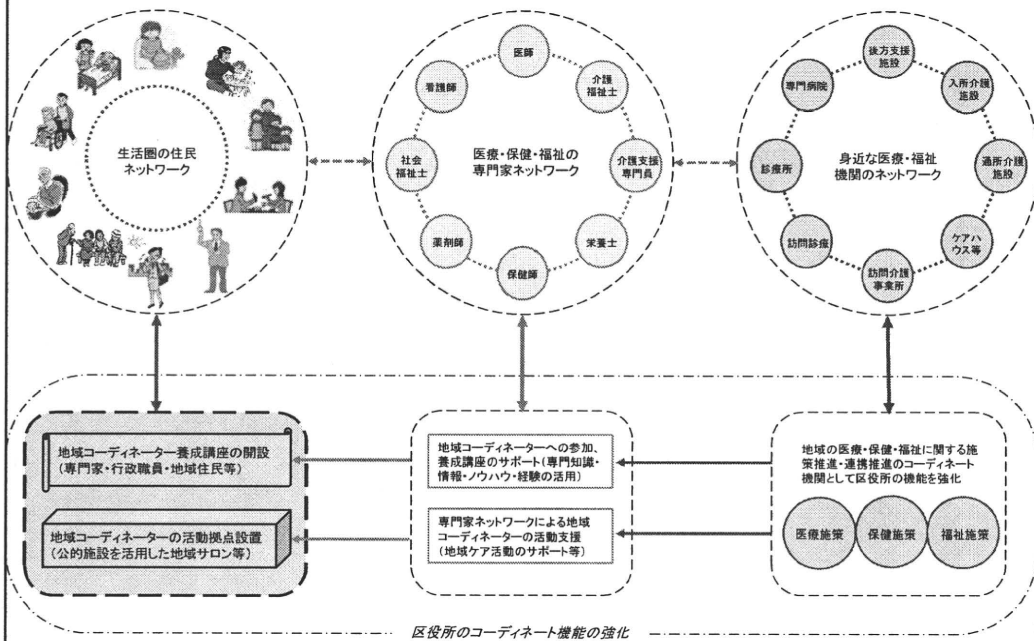 生活圏の住民
ネットワーク
医師
介護
福祉士
介護支援
専門員
栄養士
保健師
薬剤師
社会
福祉士
看護師
医療・保健・福祉の
専門家ネットワーク
後方支援
施設
入所介護
施設
通所介護
施設
ケアハ
ウス等
訪問介護
事業所
訪問診療
診療所
専門病院
身近な医療・福祉
機関のネットワーク
地域コーディネーター養成講座の開設
(専門家・行政職員・地域住民等)
地域コーディネーターの活動拠点設置
(公的施設を活用した地域サロン等)
地域コーディネーターへの参加、
養成講座のサポート(専門知識・
情報・ノウハウ・経験の活用)
専門家ネットワークによる地域
コーディネーターの活動支援
(地域ケア活動のサポート等)
地域の医療・保健・福祉に関する施
策推進・連携推進のコーディネート
機関として区役所の機能を強化
医療施策
保健施策
福祉施策
区役所のコーディネート機能の強化